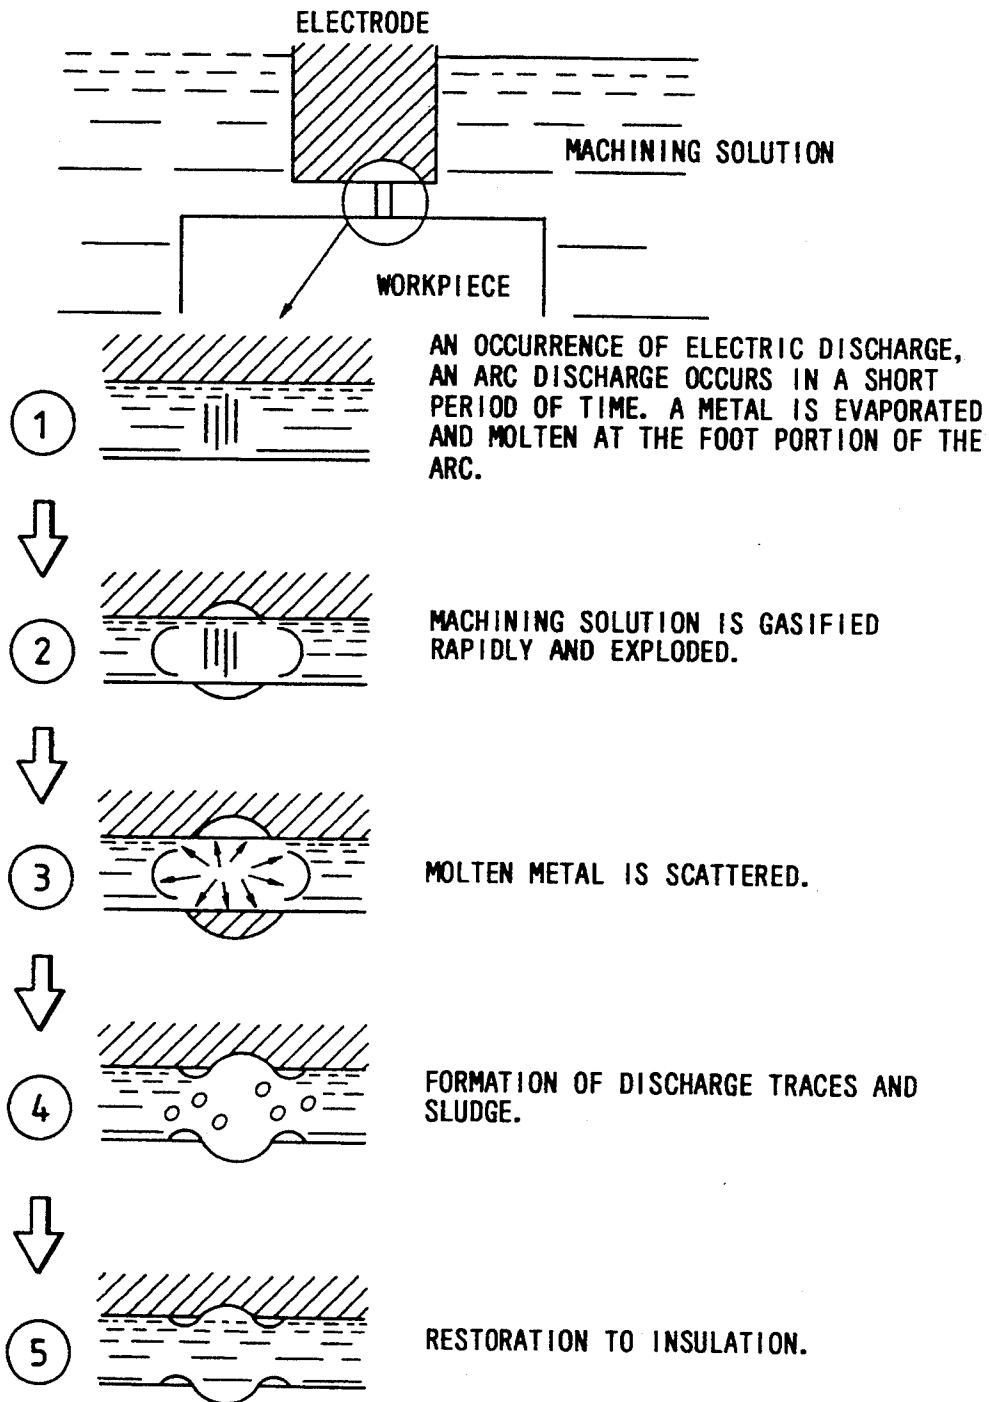 ELECTRODE
MACHINING SOLUTION
WORKPIECE
1
AN OCCURRENCE OF ELECTRIC DISCHARGE,
AN ARC DISCHARGE OCCURS IN A SHORT
PERIOD OF TIME. A METAL IS EVAPORATED
AND MOLTEN AT THE FOOT PORTION OF THE
ARC.
2
MACHINING SOLUTION IS GASIFIED
RAPIDLY AND EXPLODED.
3
MOLTEN METAL IS SCATTERED.
4
FORMATION OF DISCHARGE TRACES AND
SLUDGE.
5
RESTORATION TO INSULATION.